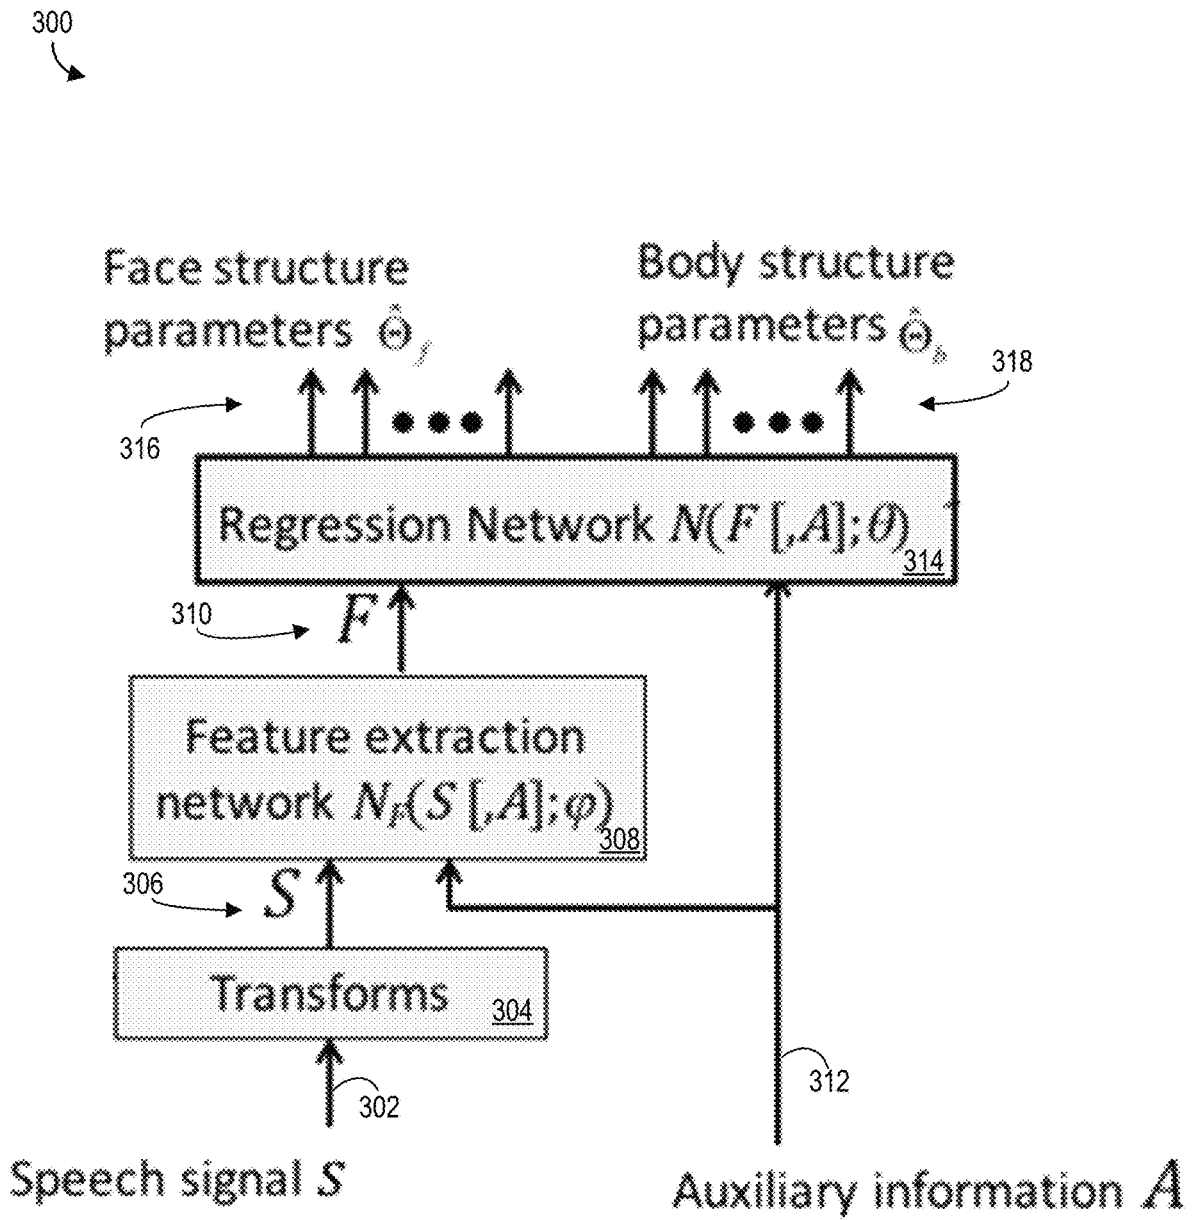 300
Face structure
parameters Θ̂f
Body structure
parameters Θ̂b
316
318
Regression Network N(F [,A]; θ)
314
310
F
Feature extraction
network NF(S [,A]; φ)
308
306
S
Transforms
304
302
312
Speech signal s
Auxiliary information A